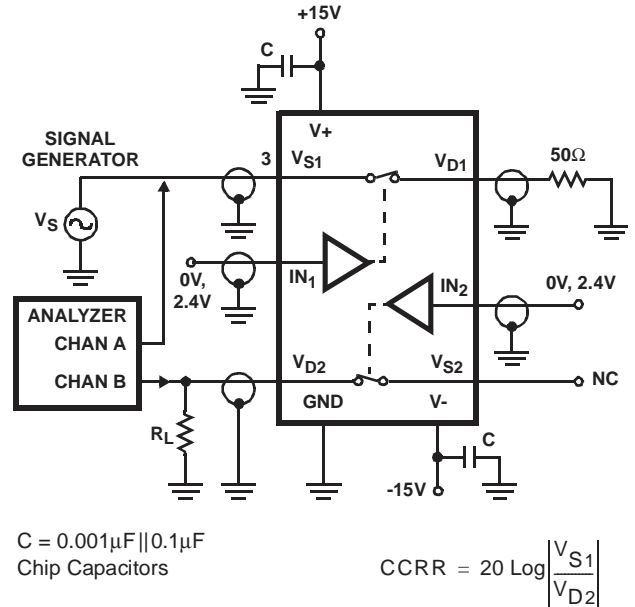 +15V
C
V+
SIGNAL
GENERATOR
3
VS1
VD1
50Ω
VS
0V,
2.4V
IN1
IN2
0V, 2.4V
ANALYZER
CHAN A
CHAN B
VD2
VS2
NC
GND
V-
RL
C
-15V
C = 0.001µF||0.1µF
Chip Capacitors
CCRR = 20 Log|VS1/VD2|